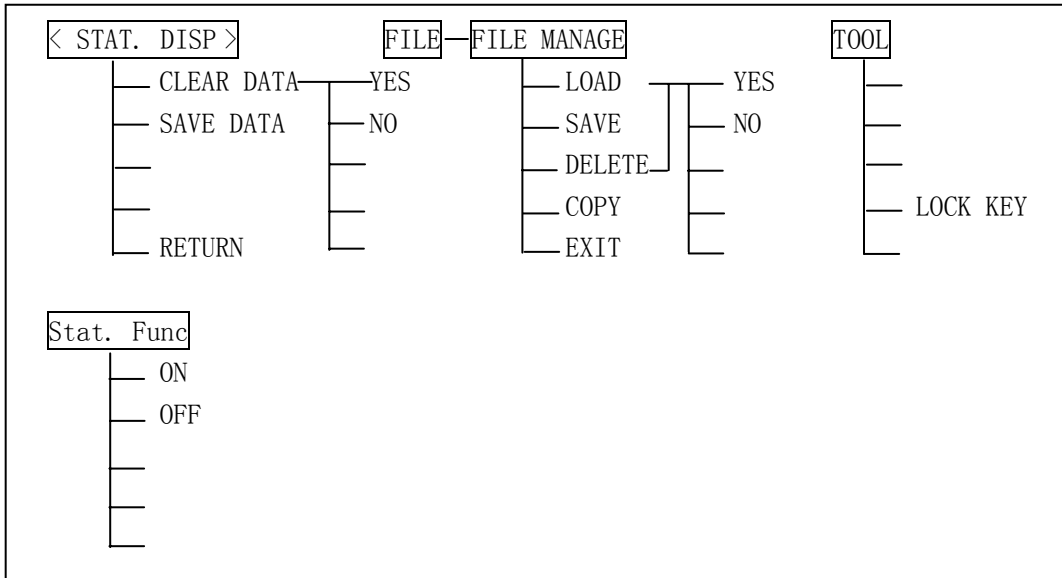 < STAT. DISP >
CLEAR DATA
YES
SAVE DATA
NO
RETURN
FILE
FILE MANAGE
LOAD
YES
SAVE
NO
DELETE
COPY
EXIT
TOOL
LOCK KEY
Stat. Func
ON
OFF